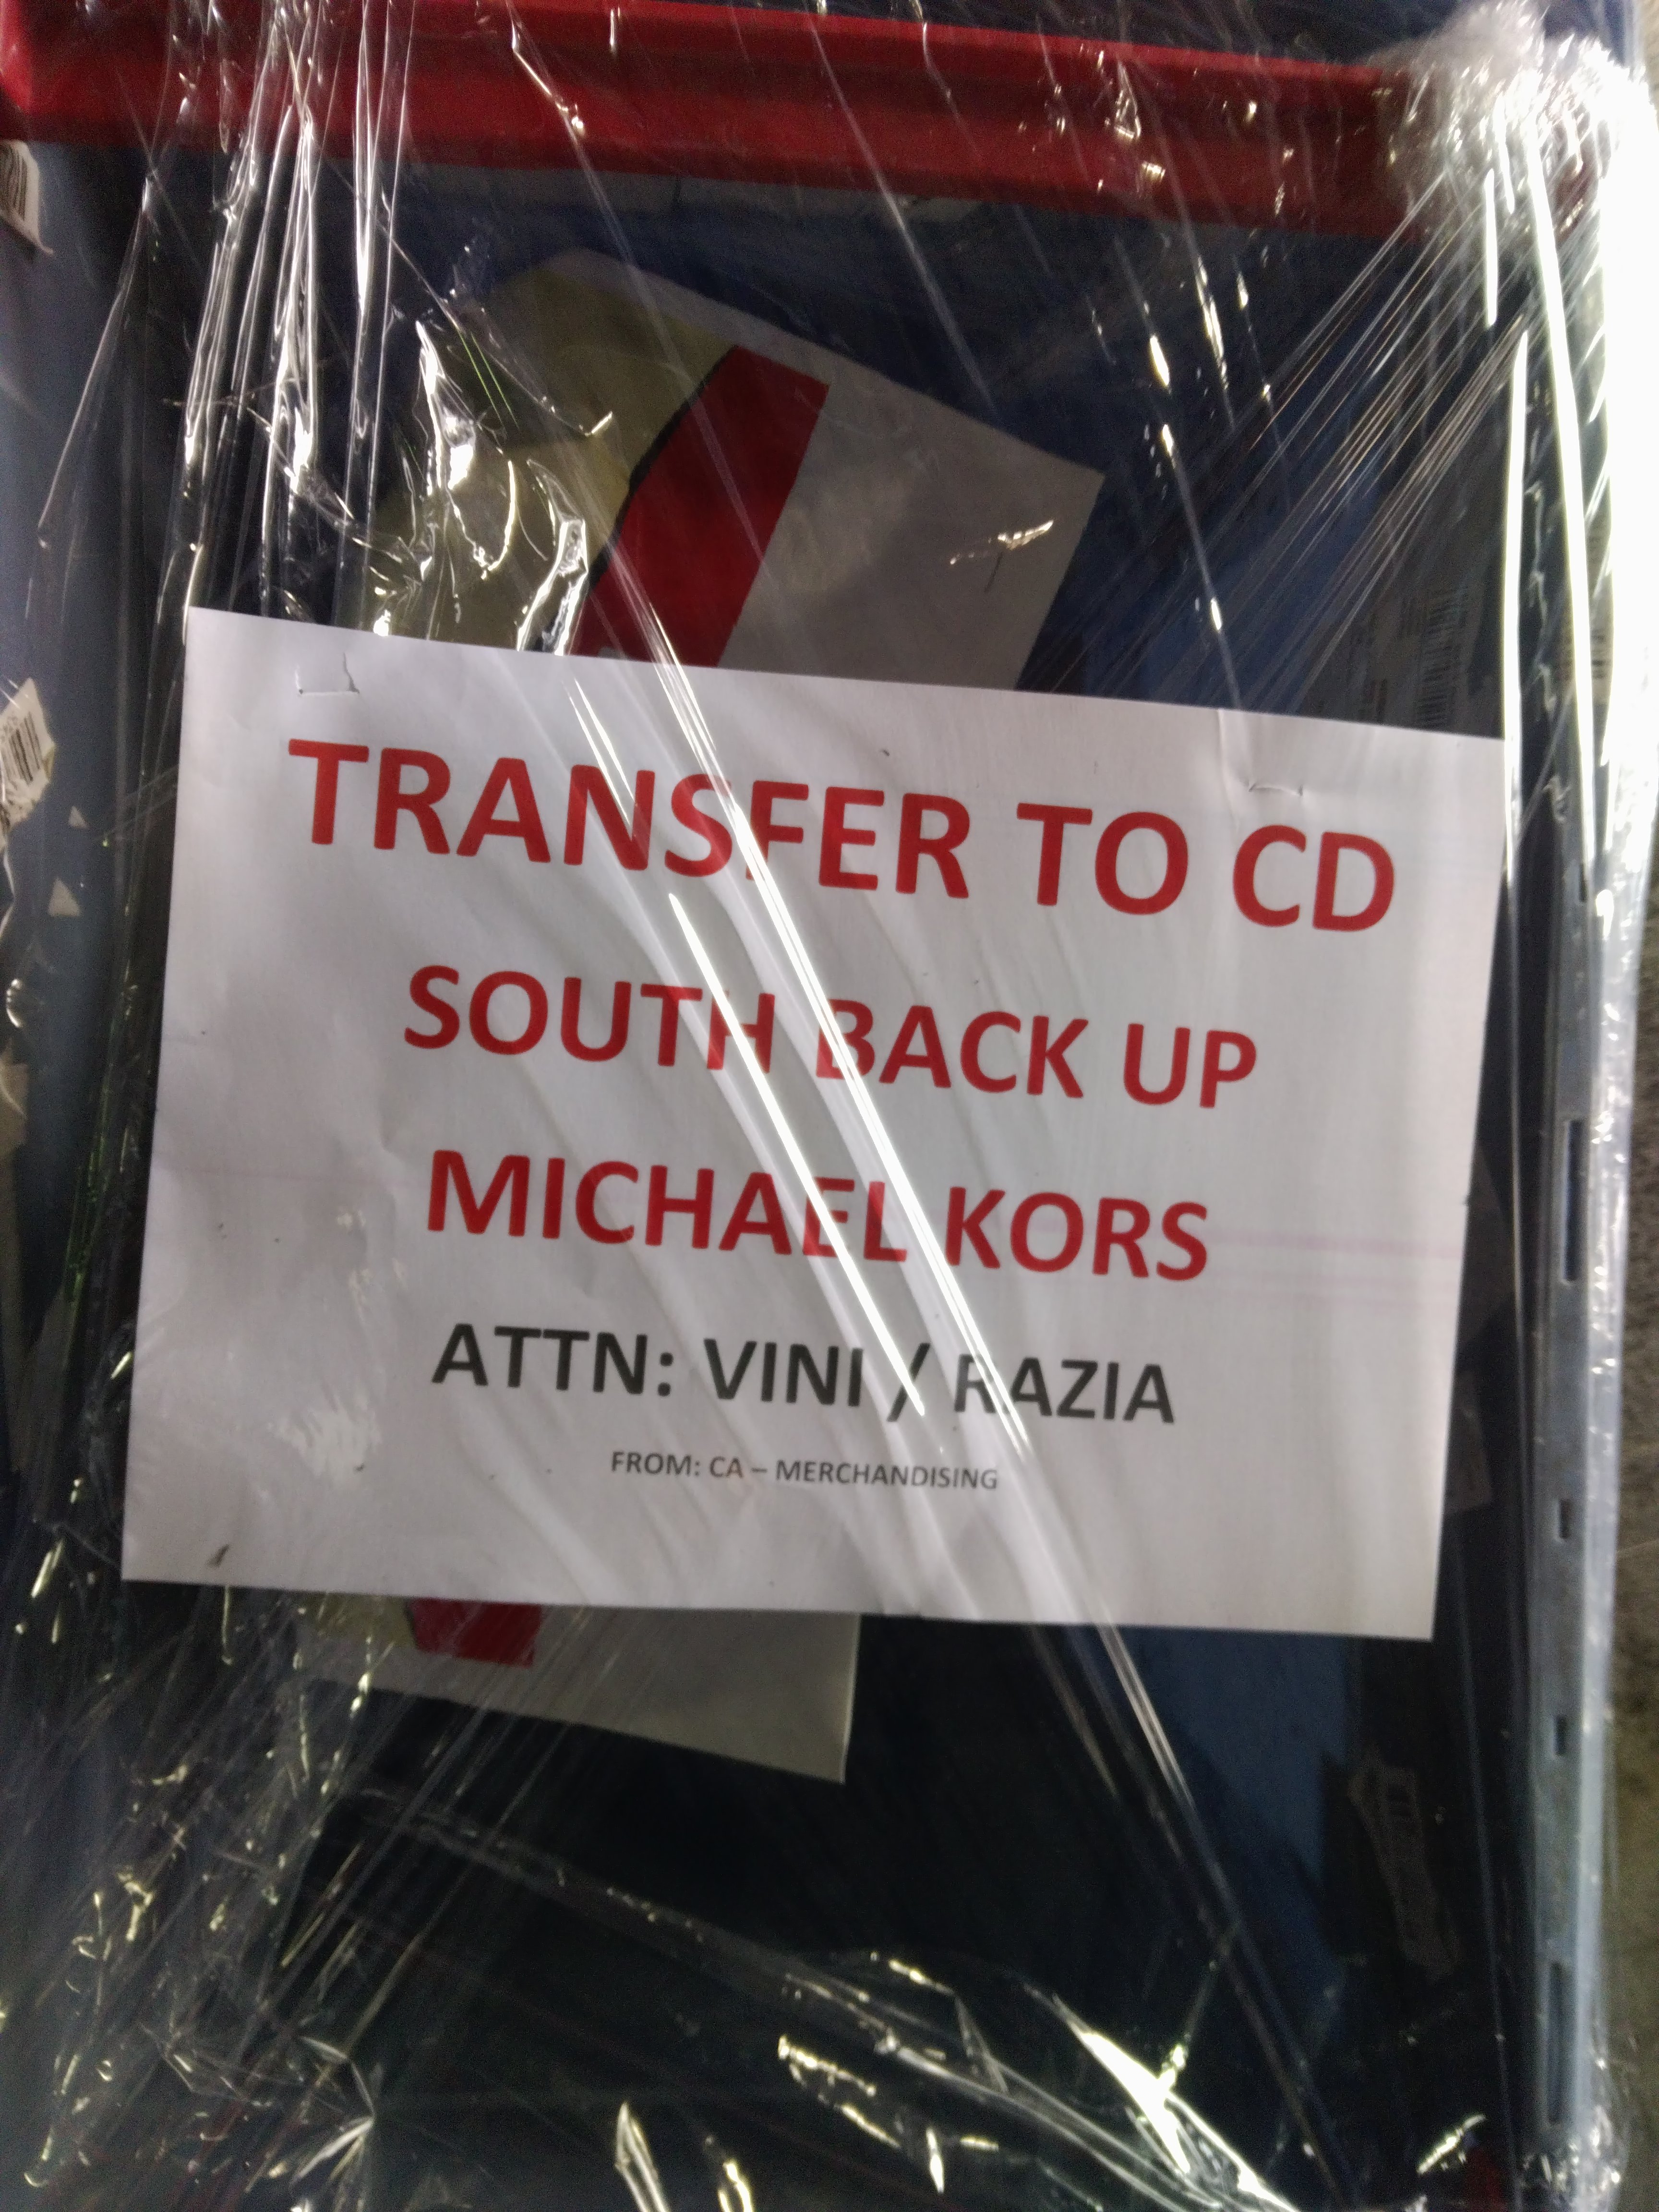 TRANSFER TO CD
SOUTH BACK UP
MICHAEL KORS
ATTN: VINI / RAZIA
FROM: CA – MERCHANDISING